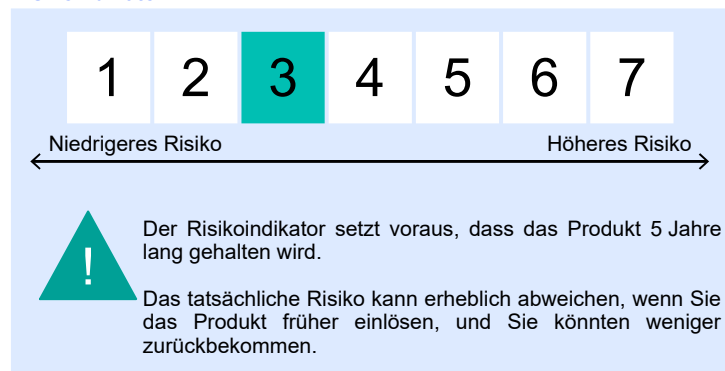 1 2 3 4 5 6 7
Niedrigeres Risiko Höheres Risiko
!
Der Risikoindikator setzt voraus, dass das Produkt 5 Jahre
lang gehalten wird.
Das tatsächliche Risiko kann erheblich abweichen, wenn Sie
das Produkt früher einlösen, und Sie könnten weniger
zurückbekommen.